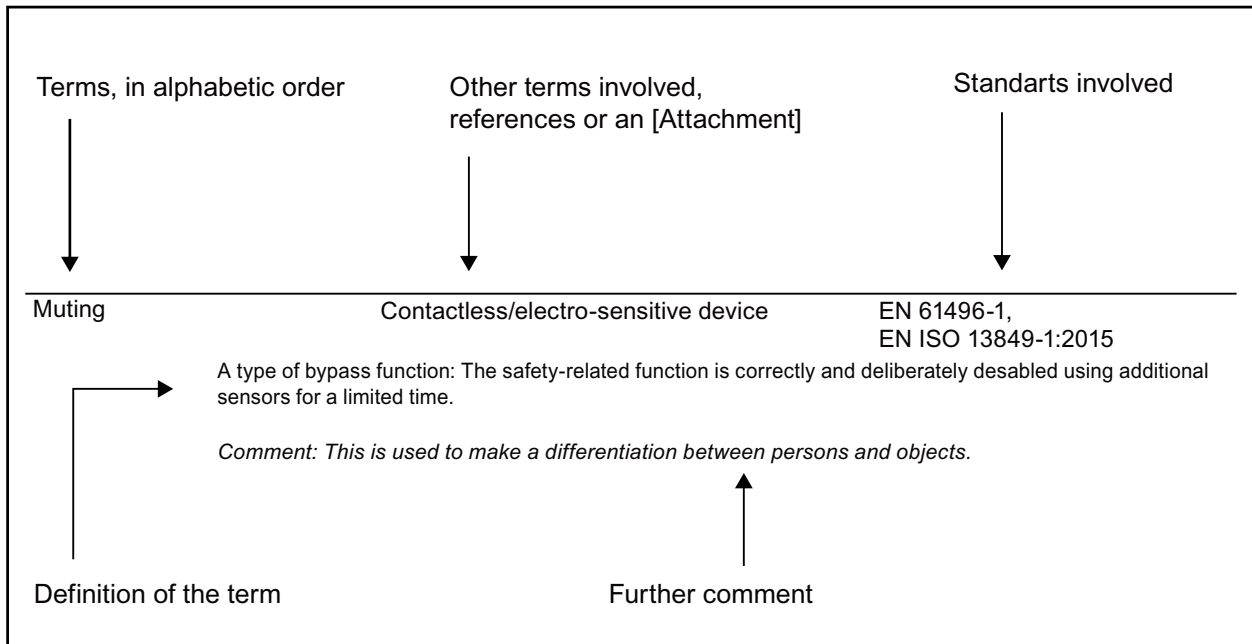 Terms, in alphabetic order
Other terms involved,
references or an [Attachment]
Standarts involved
Muting
Contactless/electro-sensitive device
EN 61496-1,
EN ISO 13849-1:2015
A type of bypass function: The safety-related function is correctly and deliberately desabled using additional
sensors for a limited time.
Comment: This is used to make a differentiation between persons and objects.
Definition of the term
Further comment